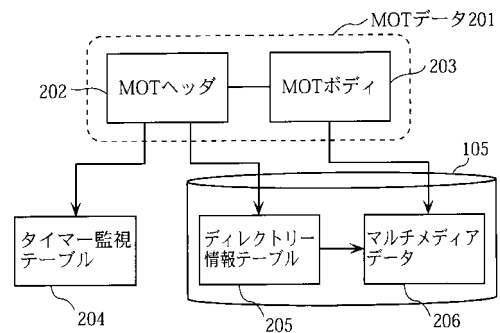 MOTデータ201
202
MOTヘッダ
MOTボディ
203
105
タイマー監視
テーブル
204
ディレクトリー
情報テーブル
205
マルチメディア
データ
206